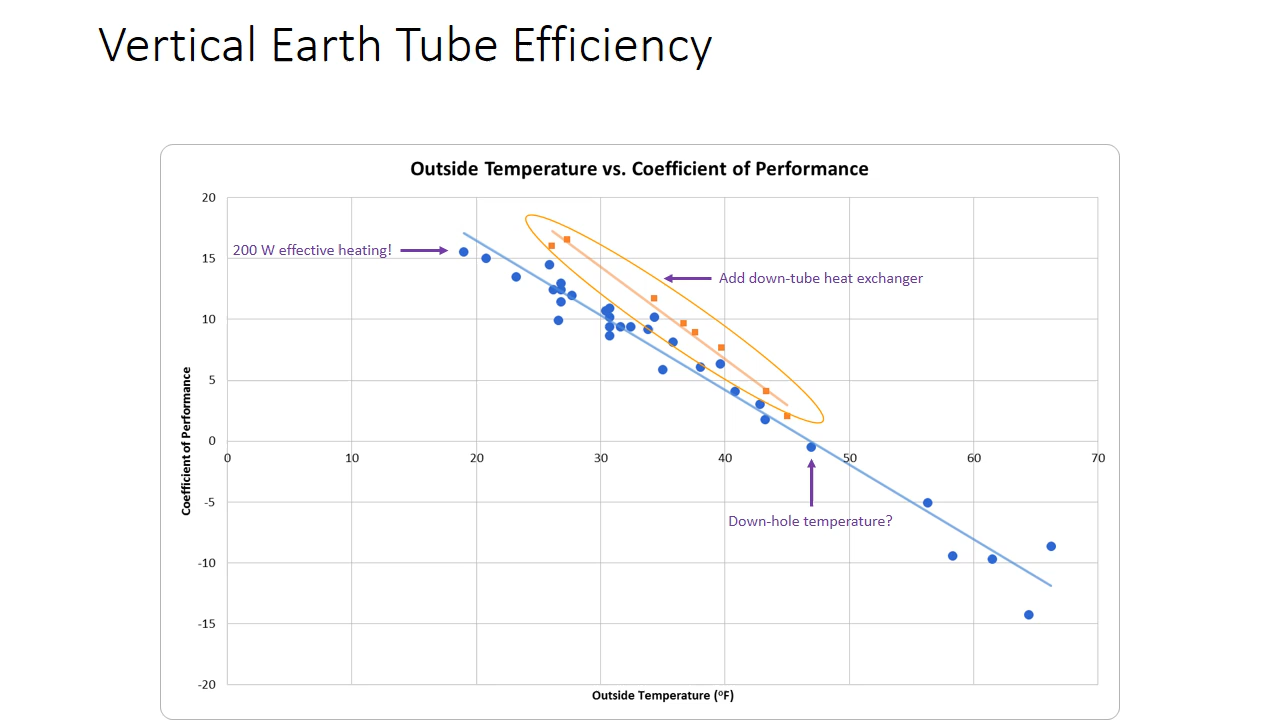 Vertical Earth Tube Efficiency
Outside Temperature vs. Coefficient of Performance
20
200 W effective heating!
15
Add down-tube heat exchanger
10
5
Coefficient of Performance
0
0 10 20 30 40 50 60 70
-5
Down-hole temperature?
-10
-15
-20
Outside Temperature (ºF)